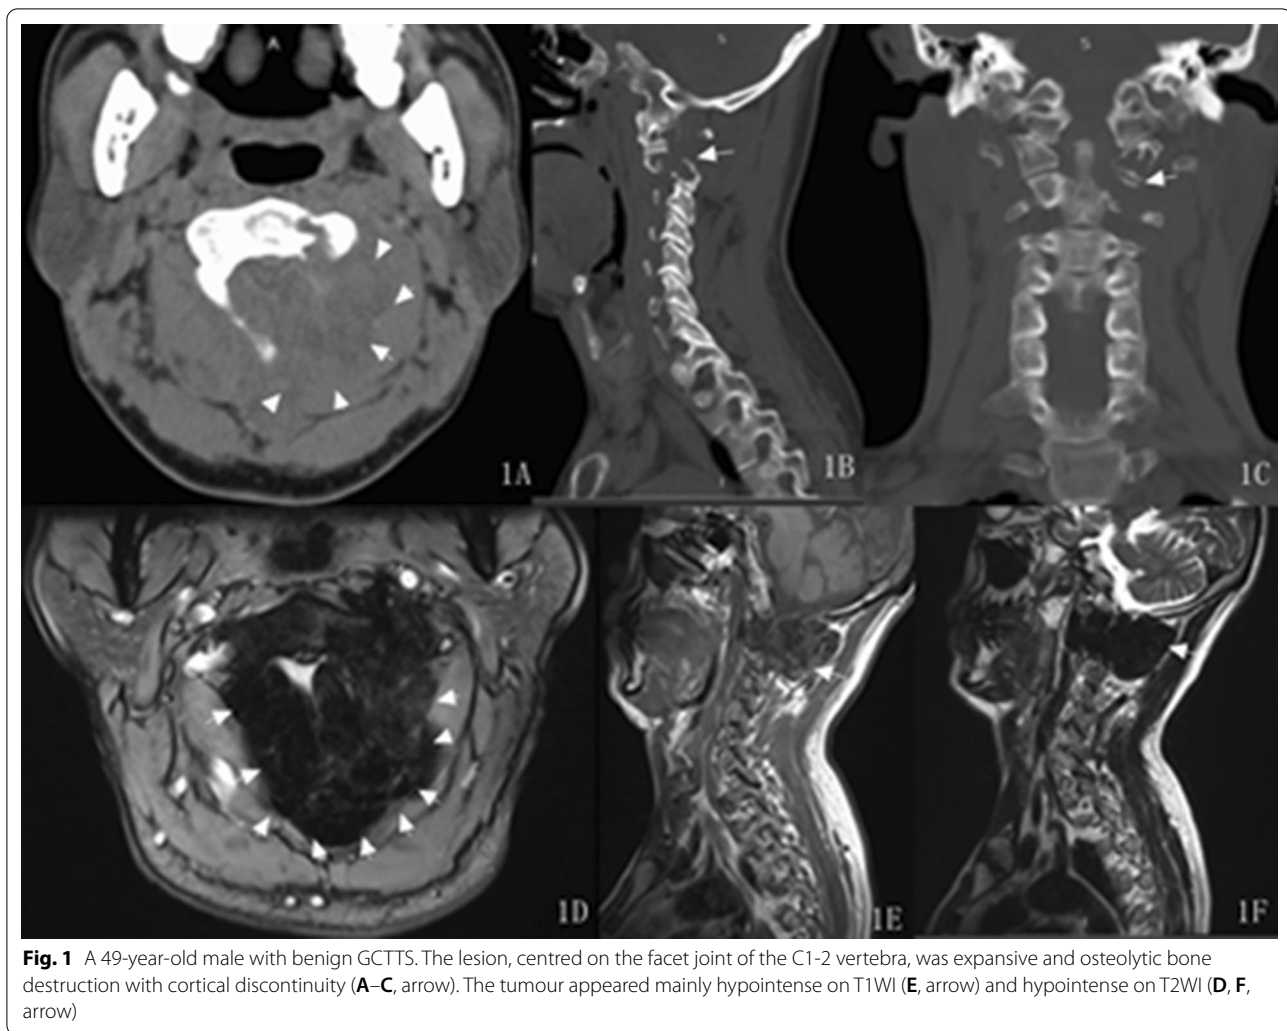 A
S
S
1A
1B
1C
1D
1E
1F
Fig. 1 A 49-year-old male with benign GCTTS. The lesion, centred on the facet joint of the C1-2 vertebra, was expansive and osteolytic bone
destruction with cortical discontinuity (A–C, arrow). The tumour appeared mainly hypointense on T1WI (E, arrow) and hypointense on T2WI (D, F,
arrow)